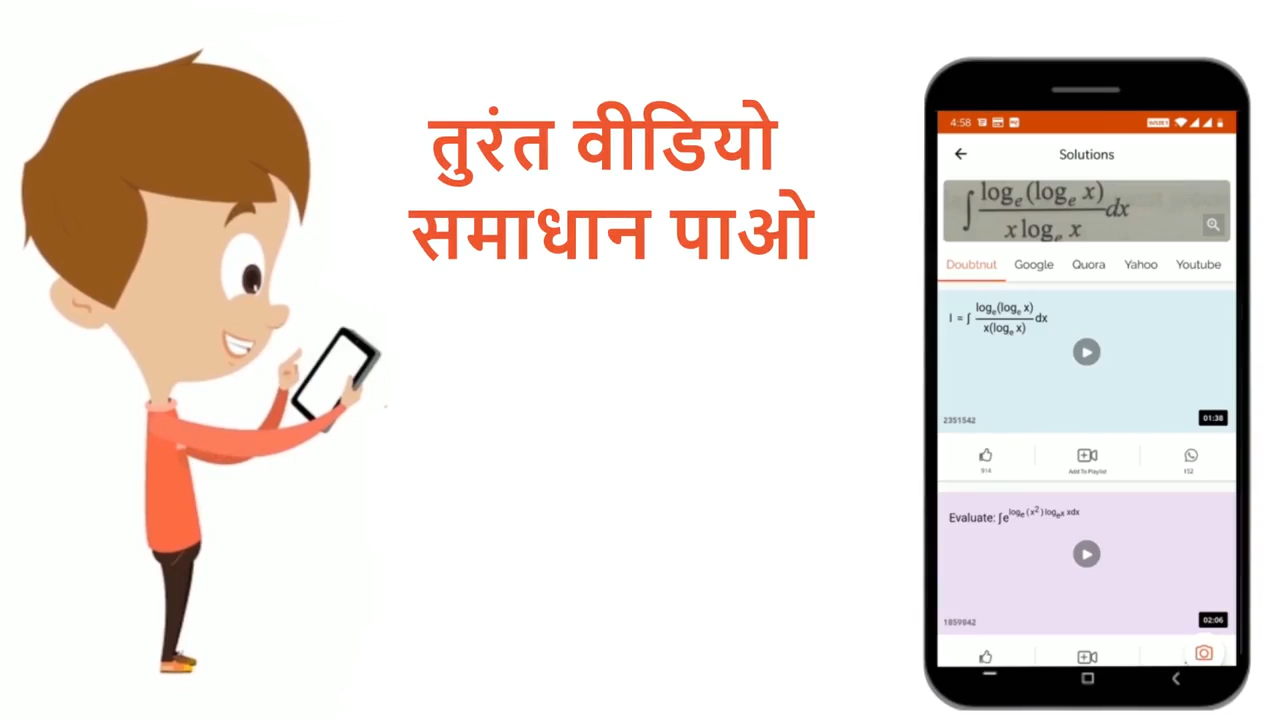 तुरंत वीडियो
समाधान पाओ
4:58
Solutions
∫ logₑ(logₑ x) / x logₑ x dx
Doubtnut Google Quora Yahoo Youtube
I = ∫ logₑ(logₑ x) / x(logₑ x) dx
2351542 01:38
914 Add To Playlist 152
Evaluate: ∫e^logₑ(x²)logₑx xdx
1859842 02:06